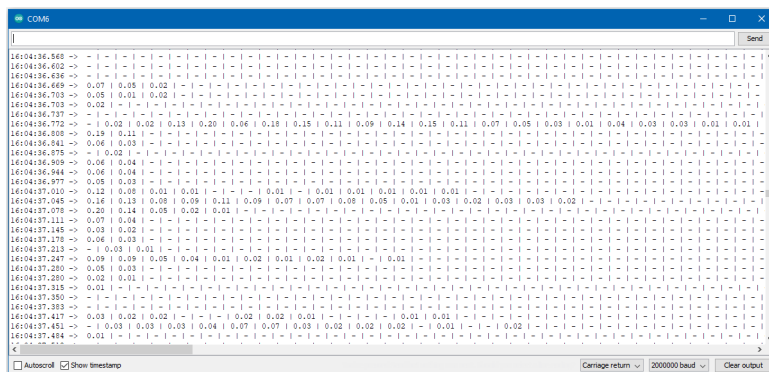 COM6
Send
16:04:36.568 -> - | - | - | - | - | - | - | - | - | - | - | - | - | - | - | - | - | - | - | - | - | - | - |
16:04:36.602 -> - | - | - | - | - | - | - | - | - | - | - | - | - | - | - | - | - | - | - | - | - | - | - |
16:04:36.636 -> - | - | - | - | - | - | - | - | - | - | - | - | - | - | - | - | - | - | - | - | - | - | - |
16:04:36.669 -> 0.07 | 0.05 | 0.02 | - | - | - | - | - | - | - | - | - | - | - | - | - | - | - | - | - | - | -
16:04:36.703 -> 0.05 | 0.01 | 0.02 | - | - | - | - | - | - | - | - | - | - | - | - | - | - | - | - | - | - | -
16:04:36.703 -> 0.02 | - | - | - | - | - | - | - | - | - | - | - | - | - | - | - | - | - | - | - | - | - | -
16:04:36.737 -> - | - | - | - | - | - | - | - | - | - | - | - | - | - | - | - | - | - | - | - | - | - | - |
16:04:36.772 -> - | 0.02 | 0.02 | 0.13 | 0.20 | 0.06 | 0.18 | 0.15 | 0.11 | 0.09 | 0.14 | 0.15 | 0.11 | 0.07 | 0.05 | 0.03 | 0.01 | 0.04 | 0.03 | 0.03 | 0.01 | 0.01 |
16:04:36.808 -> 0.19 | 0.11 | - | - | - | - | - | - | - | - | - | - | - | - | - | - | - | - | - | - | - | - | -
16:04:36.841 -> 0.06 | 0.03 | - | - | - | - | - | - | - | - | - | - | - | - | - | - | - | - | - | - | - | - | -
16:04:36.875 -> - | 0.02 | - | - | - | - | - | - | - | - | - | - | - | - | - | - | - | - | - | - | - | - | -
16:04:36.909 -> 0.06 | 0.04 | - | - | - | - | - | - | - | - | - | - | - | - | - | - | - | - | - | - | - | - | -
16:04:36.944 -> 0.06 | 0.04 | - | - | - | - | - | - | - | - | - | - | - | - | - | - | - | - | - | - | - | - | -
16:04:36.977 -> 0.05 | 0.03 | - | - | - | - | - | - | - | - | - | - | - | - | - | - | - | - | - | - | - | - | -
16:04:37.010 -> 0.12 | 0.08 | 0.01 | 0.01 | - | - | - | 0.01 | - | 0.01 | 0.01 | 0.01 | 0.01 | 0.01 | - | - | - | - | - | - | - | -
16:04:37.045 -> 0.16 | 0.13 | 0.08 | 0.09 | 0.11 | 0.09 | 0.07 | 0.07 | 0.08 | 0.05 | 0.01 | 0.03 | 0.02 | 0.03 | 0.03 | 0.02 | - | - | - | - | - | -
16:04:37.078 -> 0.20 | 0.14 | 0.05 | 0.02 | 0.01 | - | - | - | - | - | - | - | - | - | - | - | - | - | - | - | - | -
16:04:37.111 -> 0.07 | 0.04 | - | - | - | - | - | - | - | - | - | - | - | - | - | - | - | - | - | - | - | - | -
16:04:37.145 -> 0.03 | 0.02 | - | - | - | - | - | - | - | - | - | - | - | - | - | - | - | - | - | - | - | - | -
16:04:37.178 -> 0.06 | 0.03 | - | - | - | - | - | - | - | - | - | - | - | - | - | - | - | - | - | - | - | - | -
16:04:37.213 -> - | 0.03 | 0.01 | - | - | - | - | - | - | - | - | - | - | - | - | - | - | - | - | - | - | - | -
16:04:37.247 -> 0.09 | 0.09 | 0.05 | 0.04 | 0.01 | 0.02 | 0.01 | 0.02 | 0.01 | - | 0.01 | - | - | - | - | - | - | - | - | - | - | -
16:04:37.280 -> 0.05 | 0.03 | - | - | - | - | - | - | - | - | - | - | - | - | - | - | - | - | - | - | - | - | -
16:04:37.280 -> 0.02 | 0.01 | - | - | - | - | - | - | - | - | - | - | - | - | - | - | - | - | - | - | - | - | -
16:04:37.315 -> 0.01 | - | - | - | - | - | - | - | - | - | - | - | - | - | - | - | - | - | - | - | - | - | -
16:04:37.350 -> - | - | - | - | - | - | - | - | - | - | - | - | - | - | - | - | - | - | - | - | - | - | - |
16:04:37.383 -> - | - | - | - | - | - | - | - | - | - | - | - | - | - | - | - | - | - | - | - | - | - | - |
16:04:37.417 -> 0.03 | 0.02 | 0.02 | - | - | - | 0.02 | 0.02 | 0.01 | - | - | - | 0.01 | 0.01 | - | - | - | - | - | - | - | -
16:04:37.451 -> - | 0.03 | 0.03 | 0.03 | 0.04 | 0.07 | 0.07 | 0.03 | 0.02 | 0.02 | 0.02 | - | 0.01 | - | - | 0.02 | - | - | - | - | - | -
16:04:37.484 -> 0.01 | - | - | - | - | - | - | - | - | - | - | - | - | - | - | - | - | - | - | - | - | - | -
Autoscroll Show timestamp Carriage return 2000000 baud Clear output